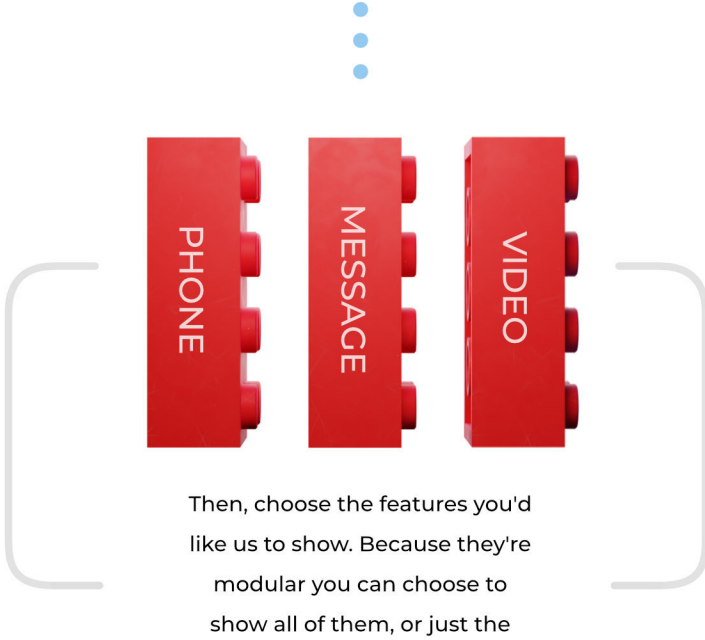 PHONE
MESSAGE
VIDEO
Then, choose the features you'd
like us to show. Because they're
modular you can choose to
show all of them, or just the